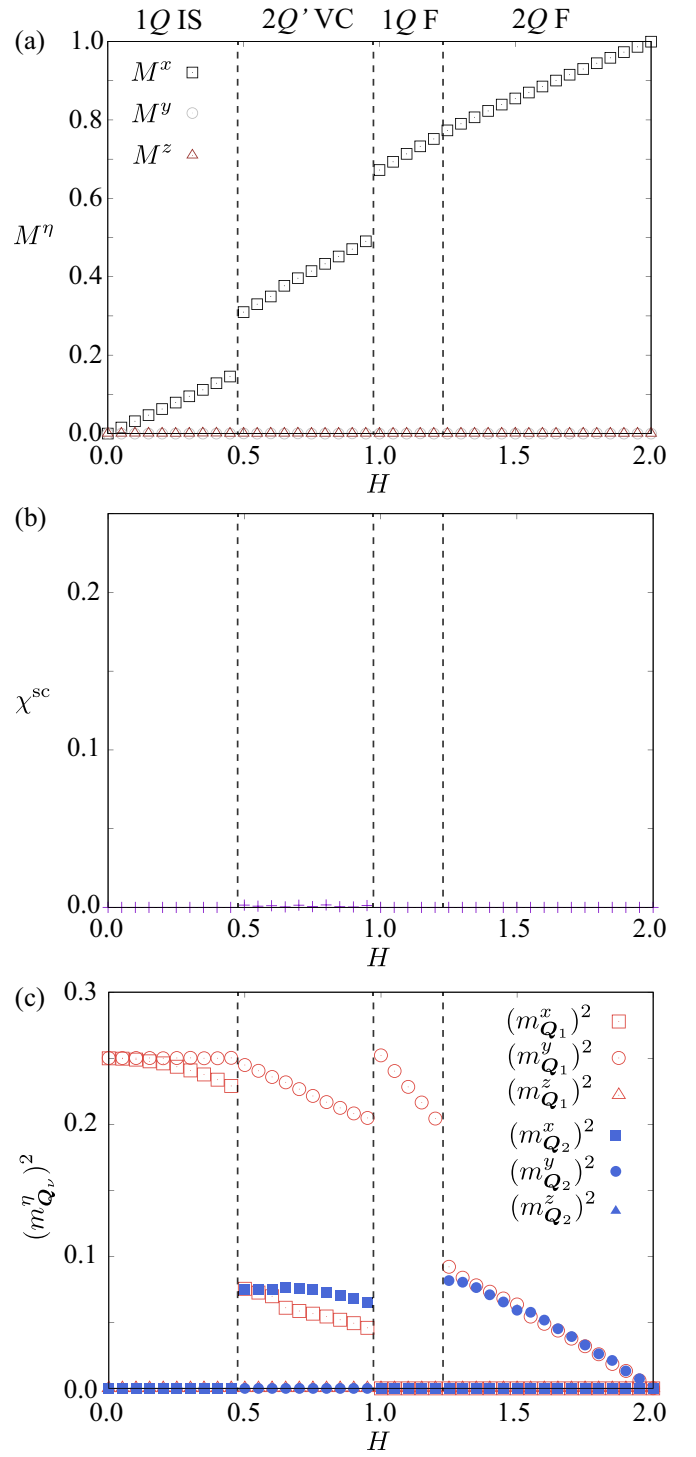 (a)
1Q IS 2Q' VC 1Q F 2Q F
1.0
M^x
M^y
0.8
M^z
0.6
M^η
0.4
0.2
0.0
0.0 0.5 1.0 1.5 2.0
H
(b)
0.2
χ^sc
0.1
0.0
0.0 0.5 1.0 1.5 2.0
H
(c)
0.3
(m^x_{Q_1})^2
(m^y_{Q_1})^2
(m^z_{Q_1})^2
0.2
(m^x_{Q_2})^2
(m^y_{Q_2})^2
(m^z_{Q_2})^2
(m^η_{Q_ν})^2
0.1
0.0
0.0 0.5 1.0 1.5 2.0
H